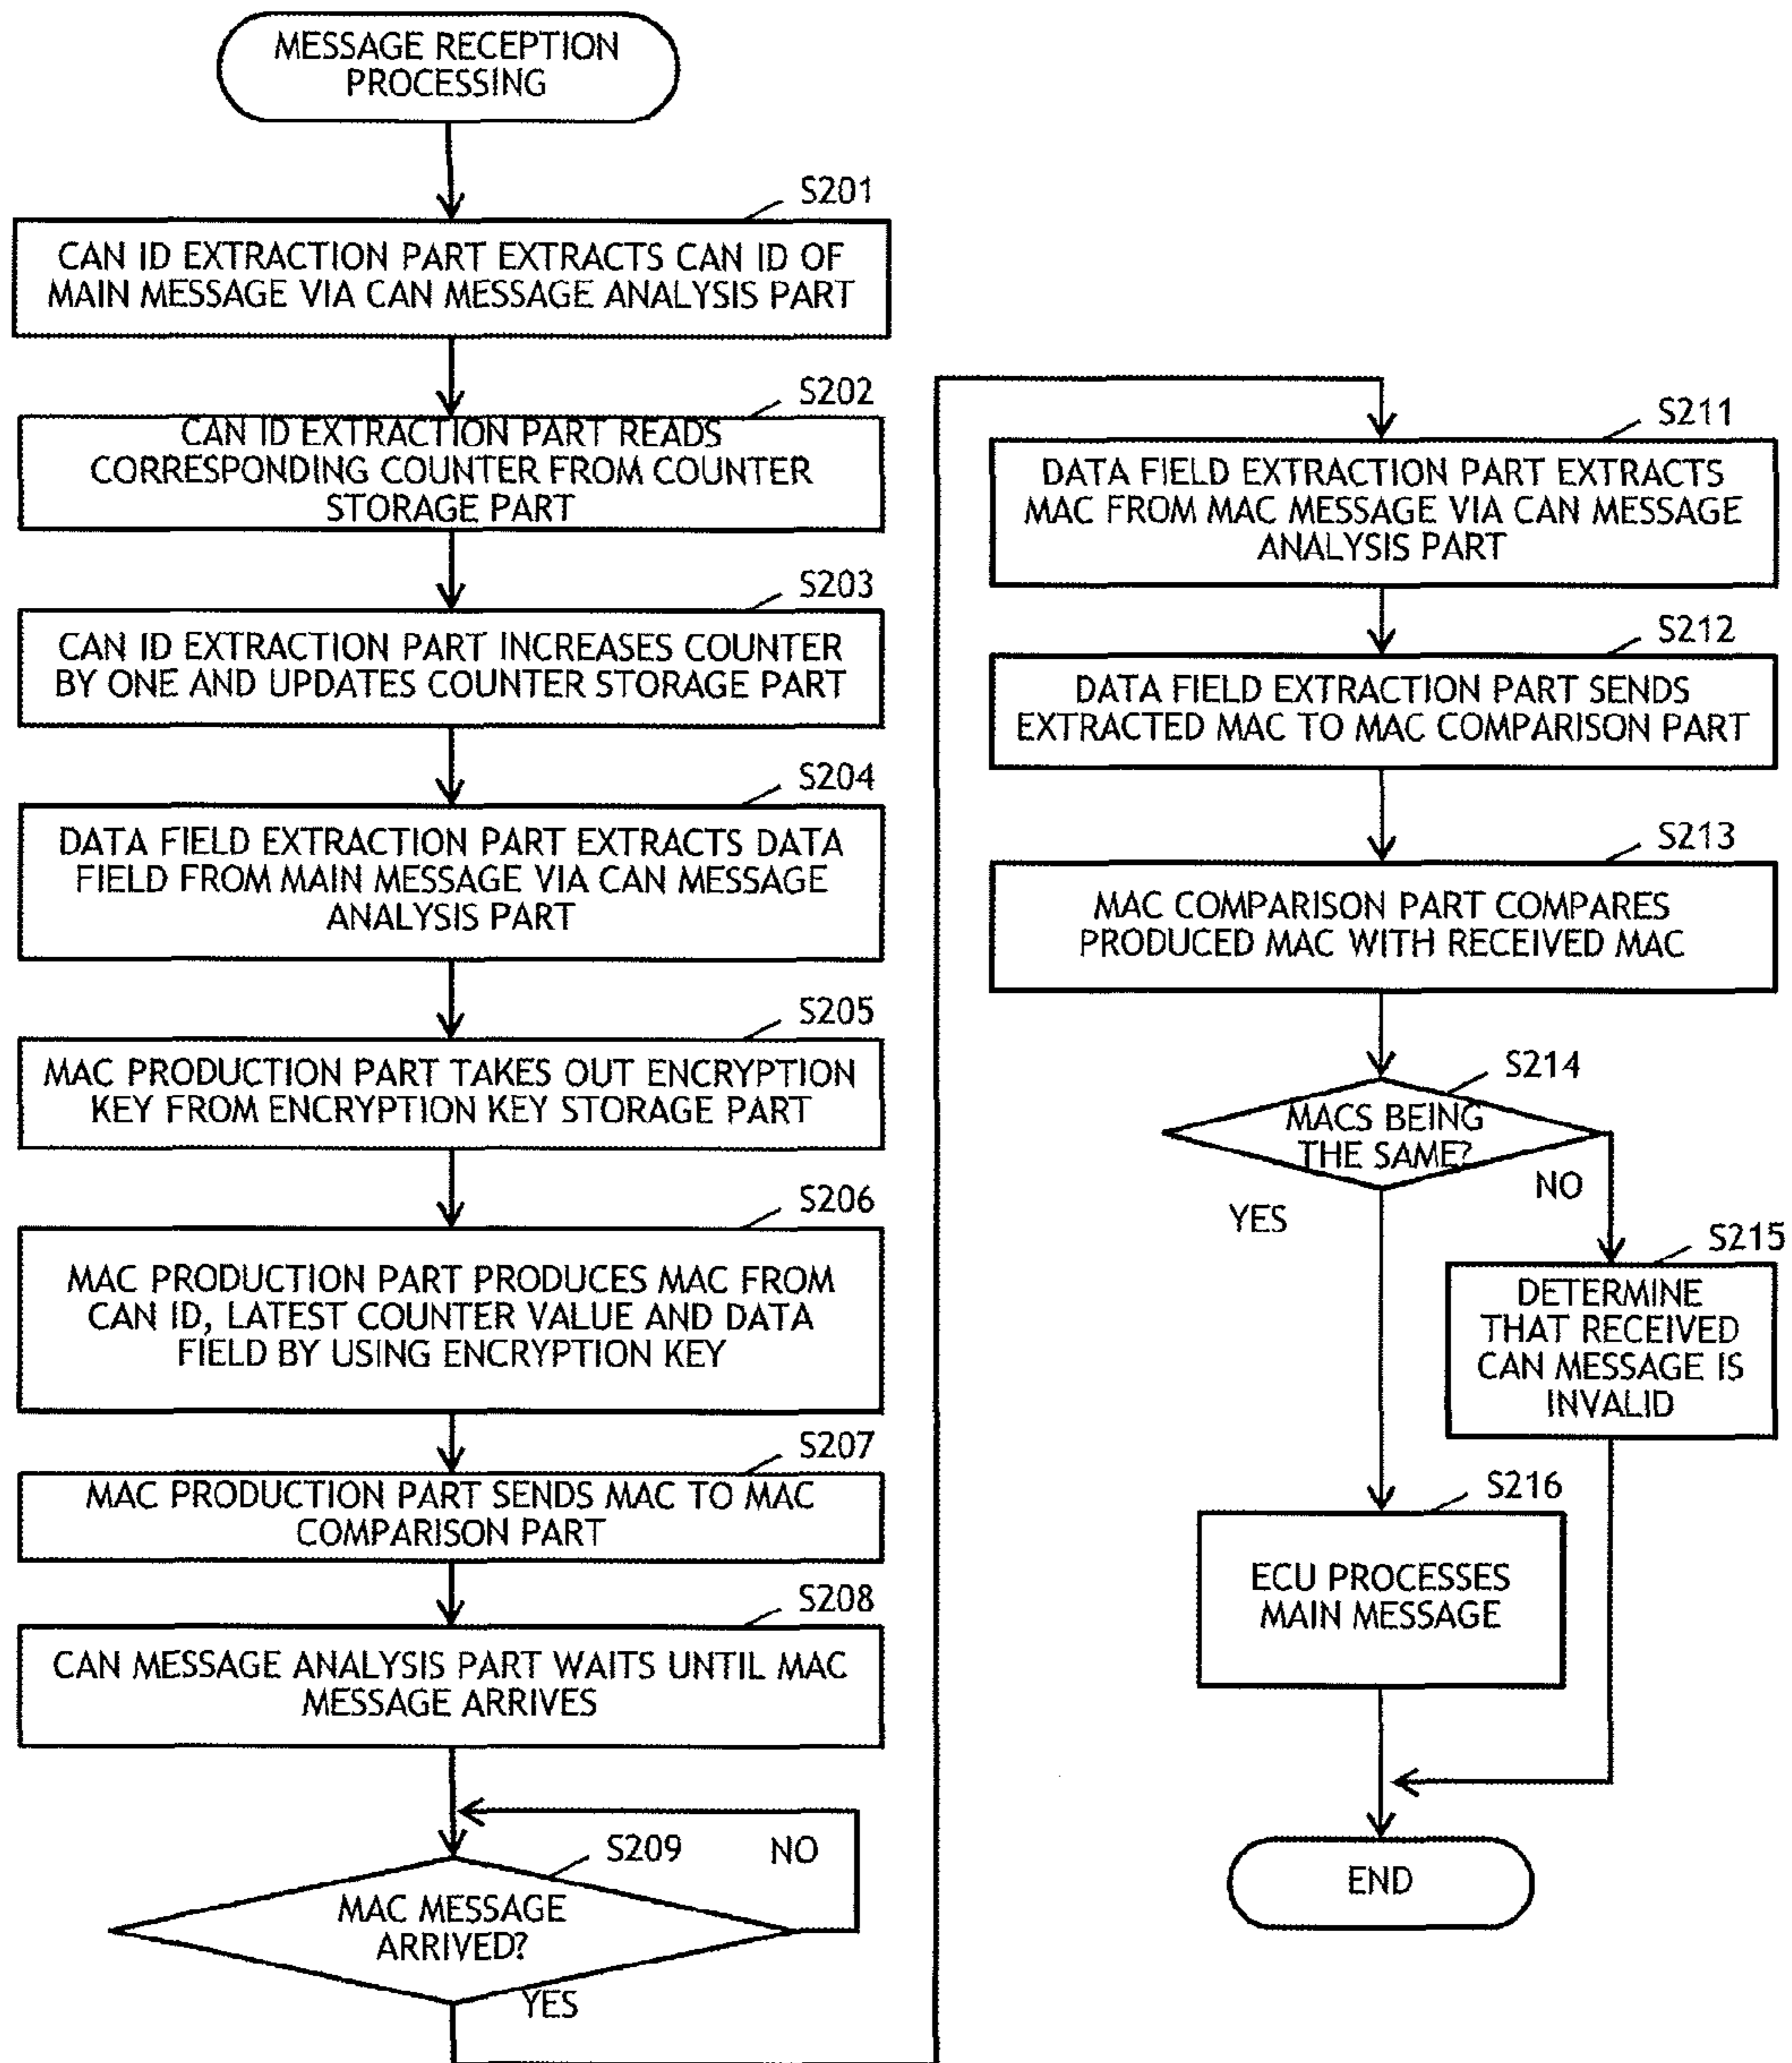 MESSAGE RECEPTION
PROCESSING
S201
CAN ID EXTRACTION PART EXTRACTS CAN ID OF
MAIN MESSAGE VIA CAN MESSAGE ANALYSIS PART
S202
CAN ID EXTRACTION PART READS
CORRESPONDING COUNTER FROM COUNTER
STORAGE PART
S203
CAN ID EXTRACTION PART INCREASES COUNTER
BY ONE AND UPDATES COUNTER STORAGE PART
S204
DATA FIELD EXTRACTION PART EXTRACTS DATA
FIELD FROM MAIN MESSAGE VIA CAN MESSAGE
ANALYSIS PART
S205
MAC PRODUCTION PART TAKES OUT ENCRYPTION
KEY FROM ENCRYPTION KEY STORAGE PART
S206
MAC PRODUCTION PART PRODUCES MAC FROM
CAN ID, LATEST COUNTER VALUE AND DATA
FIELD BY USING ENCRYPTION KEY
S207
MAC PRODUCTION PART SENDS MAC TO MAC
COMPARISON PART
S208
CAN MESSAGE ANALYSIS PART WAITS UNTIL MAC
MESSAGE ARRIVES
S209
NO
MAC MESSAGE
ARRIVED?
YES
S211
DATA FIELD EXTRACTION PART EXTRACTS
MAC FROM MAC MESSAGE VIA CAN MESSAGE
ANALYSIS PART
S212
DATA FIELD EXTRACTION PART SENDS
EXTRACTED MAC TO MAC COMPARISON PART
S213
MAC COMPARISON PART COMPARES
PRODUCED MAC WITH RECEIVED MAC
S214
MACS BEING
THE SAME?
NO
YES
S215
DETERMINE
THAT RECEIVED
CAN MESSAGE IS
INVALID
S216
ECU PROCESSES
MAIN MESSAGE
END